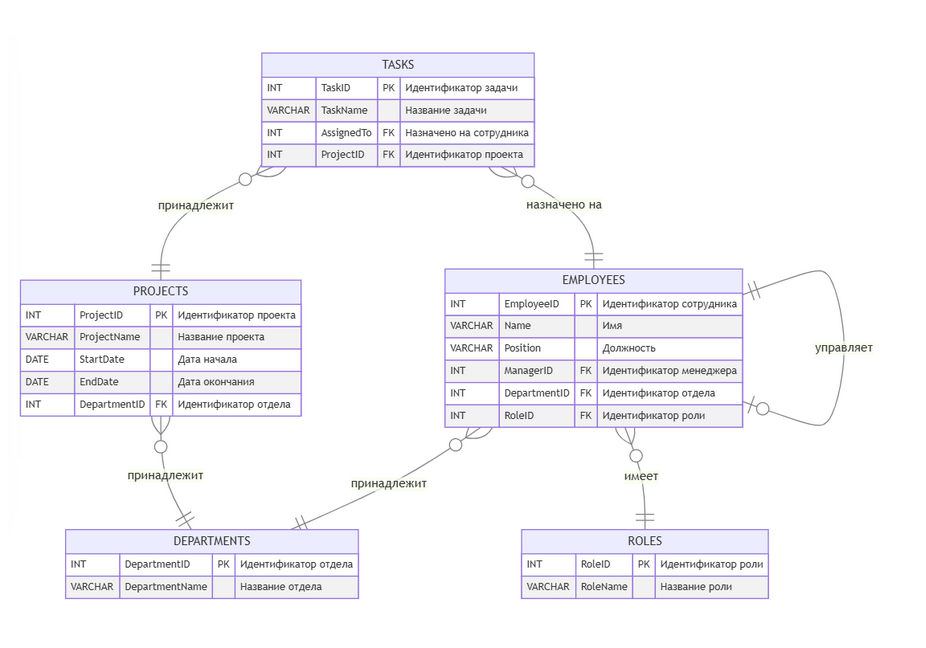 TASKS
INT TaskID PK Идентификатор задачи
VARCHAR TaskName Название задачи
INT AssignedTo FK Назначено на сотрудника
INT ProjectID FK Идентификатор проекта
принадлежит
назначено на
PROJECTS
INT ProjectID PK Идентификатор проекта
VARCHAR ProjectName Название проекта
DATE StartDate Дата начала
DATE EndDate Дата окончания
INT DepartmentID FK Идентификатор отдела
EMPLOYEES
INT EmployeeID PK Идентификатор сотрудника
VARCHAR Name Имя
VARCHAR Position Должность
INT ManagerID FK Идентификатор менеджера
INT DepartmentID FK Идентификатор отдела
INT RoleID FK Идентификатор роли
управляет
принадлежит
принадлежит
имеет
DEPARTMENTS
INT DepartmentID PK Идентификатор отдела
VARCHAR DepartmentName Название отдела
ROLES
INT RoleID PK Идентификатор роли
VARCHAR RoleName Название роли